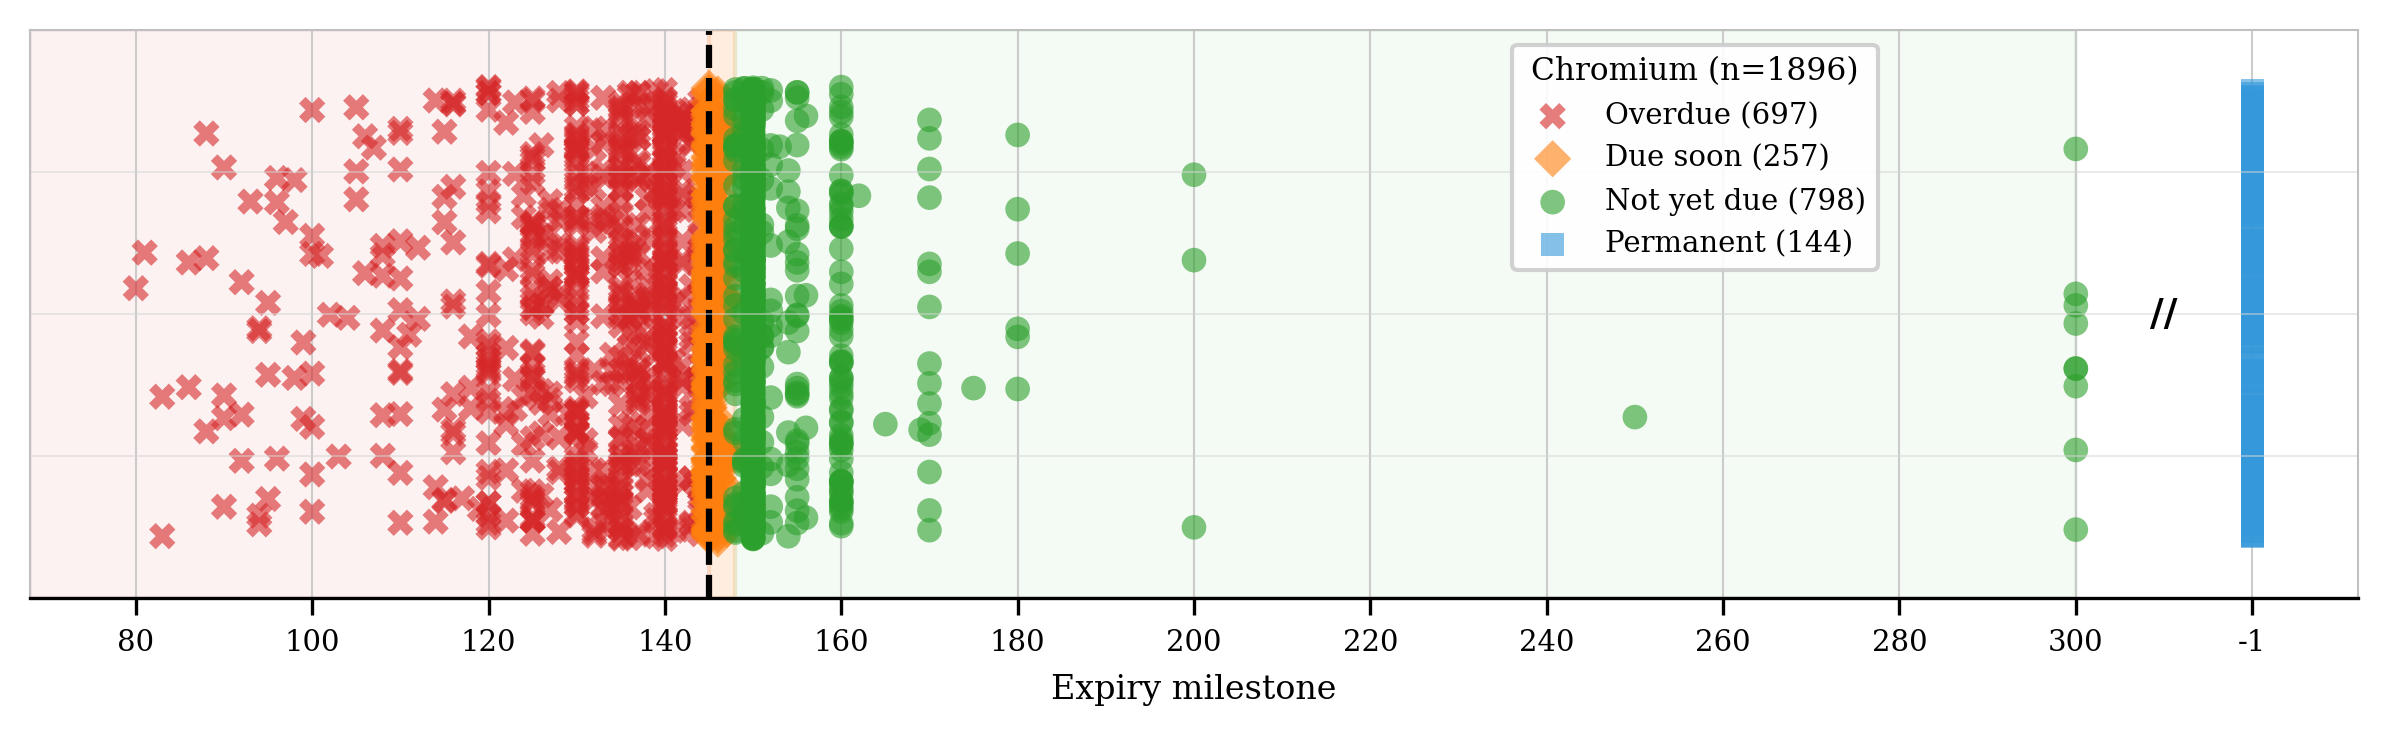 Chromium (n=1896)
Overdue (697)
Due soon (257)
Not yet due (798)
Permanent (144)
//
80 100 120 140 160 180 200 220 240 260 280 300 -1
Expiry milestone